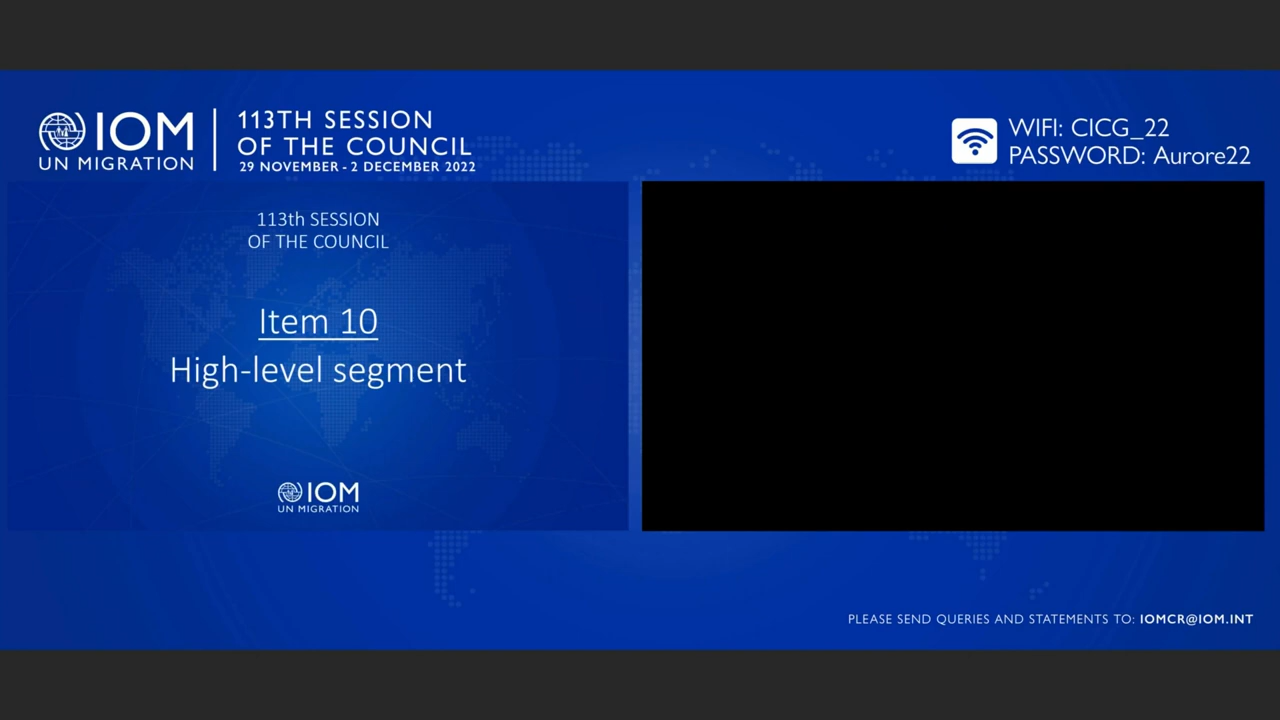 IOM
UN MIGRATION
113TH SESSION
OF THE COUNCIL
29 NOVEMBER - 2 DECEMBER 2022
WIFI: CICG_22
PASSWORD: Aurore22
113th SESSION
OF THE COUNCIL
Item 10
High-level segment
IOM
UN MIGRATION
PLEASE SEND QUERIES AND STATEMENTS TO: IOMCR@IOM.INT